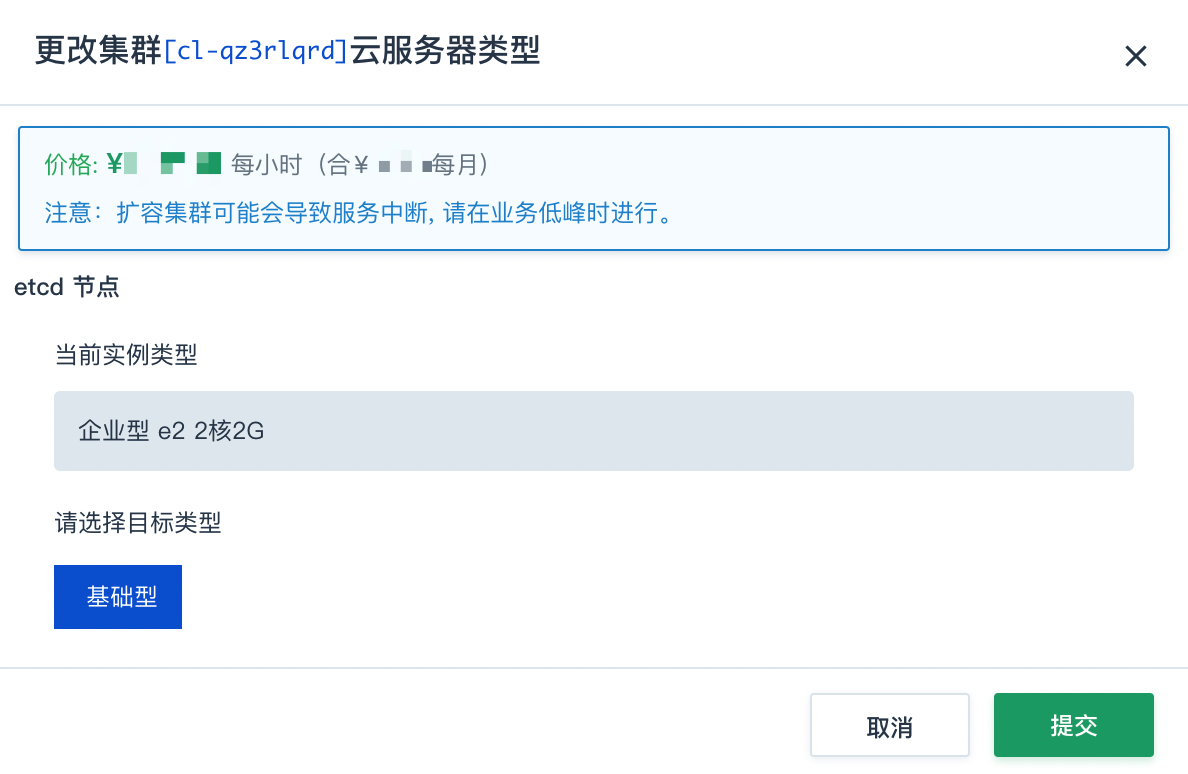 更改集群[cl-qz3rlqrd]云服务器类型
价格: ¥ 每小时（合¥ 每月）
注意：扩容集群可能会导致服务中断, 请在业务低峰时进行。
etcd 节点
当前实例类型
企业型 e2 2核2G
请选择目标类型
基础型
取消
提交